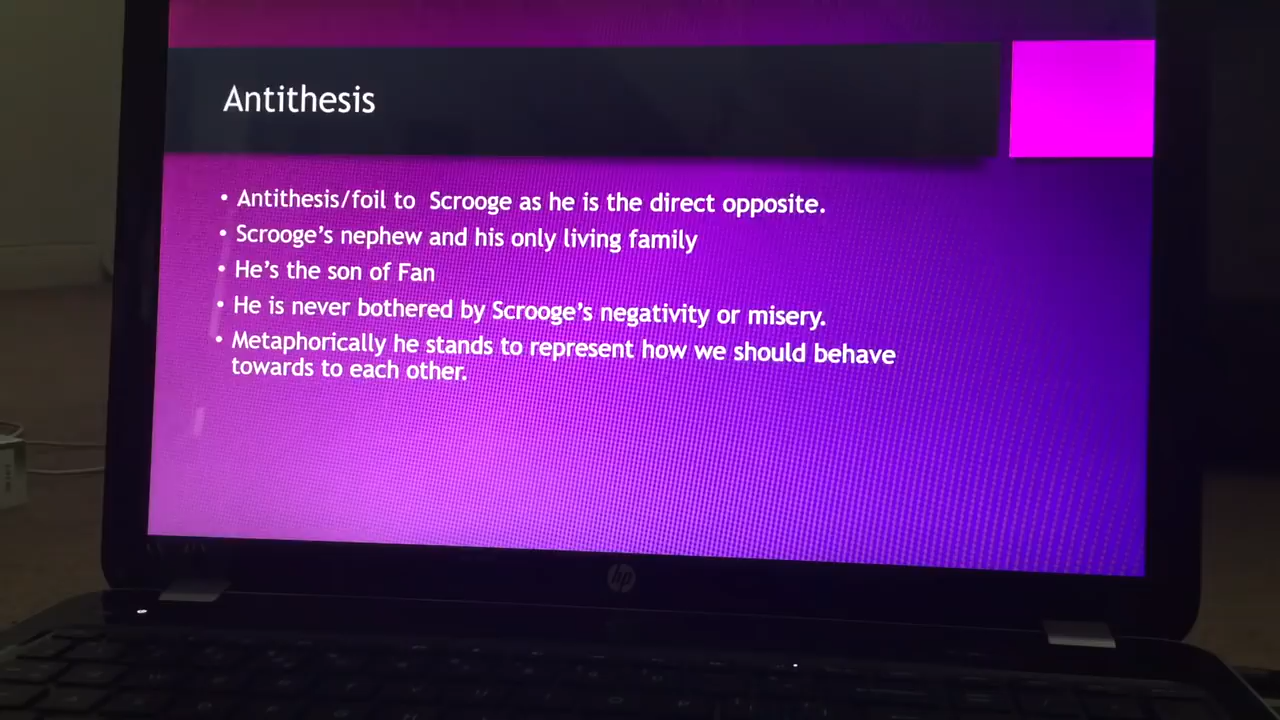 Antithesis
• Antithesis/foil to Scrooge as he is the direct opposite.
• Scrooge's nephew and his only living family
• He's the son of Fan
• He is never bothered by Scrooge's negativity or misery.
• Metaphorically he stands to represent how we should behave
towards to each other.
hp